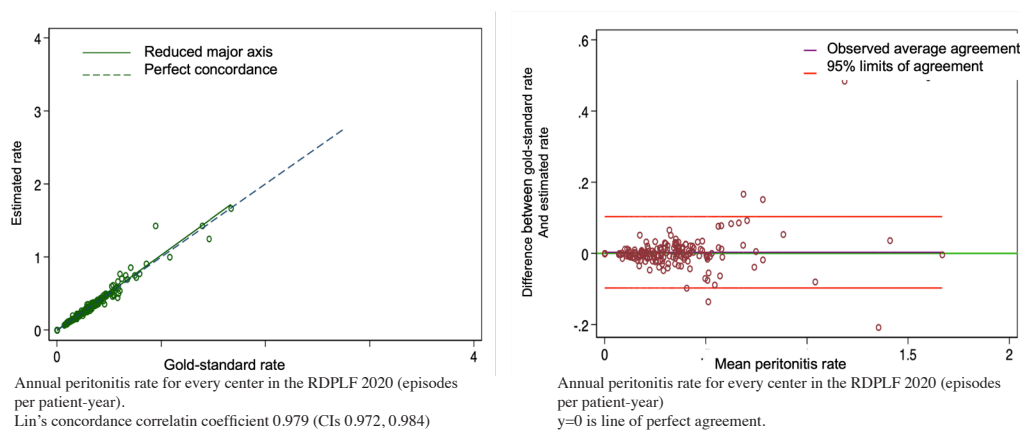 4
3
2
1
0
0
4
Estimated rate
Reduced major axis
Perfect concordance
Gold-standard rate
Annual peritonitis rate for every center in the RDPLF 2020 (episodes
per patient-year).
Lin's concordance correlatin coefficient 0.979 (CIs 0.972, 0.984)
.6
.4
.2
0
-.2
0
1.5
2
Difference between gold-standard rate
And estimated rate
Observed average agreement
95% limits of agreement
Mean peritonitis rate
Annual peritonitis rate for every center in the RDPLF 2020 (episodes
per patient-year)
y=0 is line of perfect agreement.